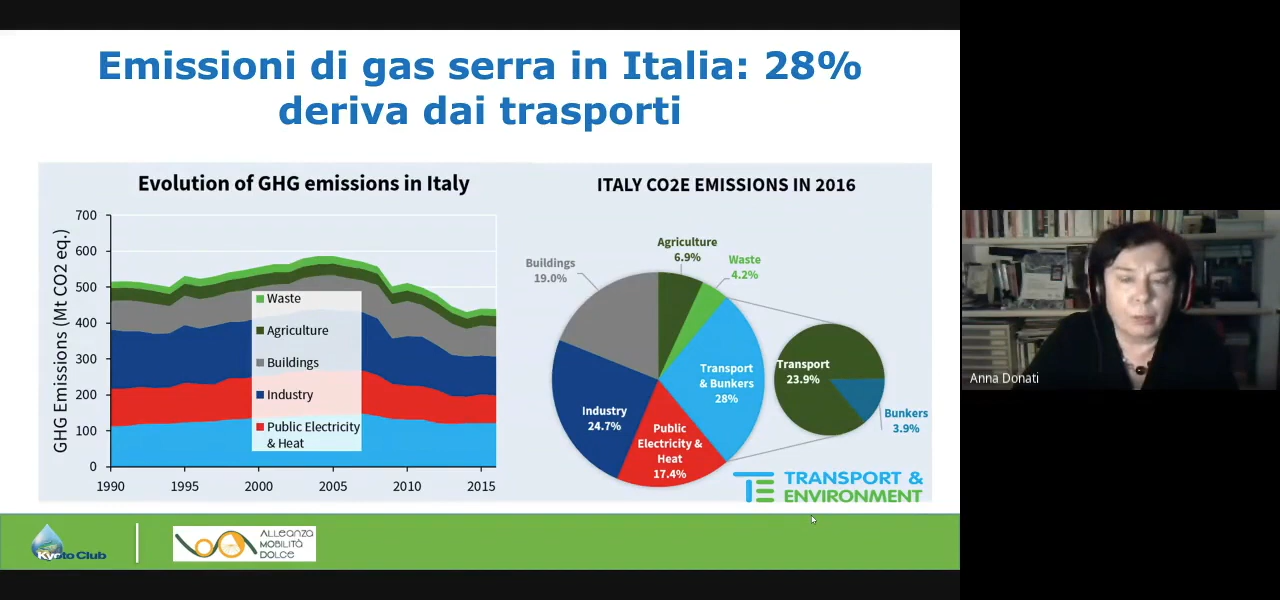 Emissioni di gas serra in Italia: 28%
deriva dai trasporti
Evolution of GHG emissions in Italy
GHG Emissions (Mt CO2 eq.)
700
600
500
400
300
200
100
0
1990
1995
2000
2005
2010
2015
Waste
Agriculture
Buildings
Industry
Public Electricity
& Heat
ITALY CO2E EMISSIONS IN 2016
Agriculture
6.9%
Waste
4.2%
Buildings
19.0%
Transport
& Bunkers
28%
Industry
24.7%
Public
Electricity &
Heat
17.4%
Transport
23.9%
Bunkers
3.9%
TE
TRANSPORT &
ENVIRONMENT
Kyoto Club
ALLEANZA
MOBILITÀ
DOLCE
Anna Donati